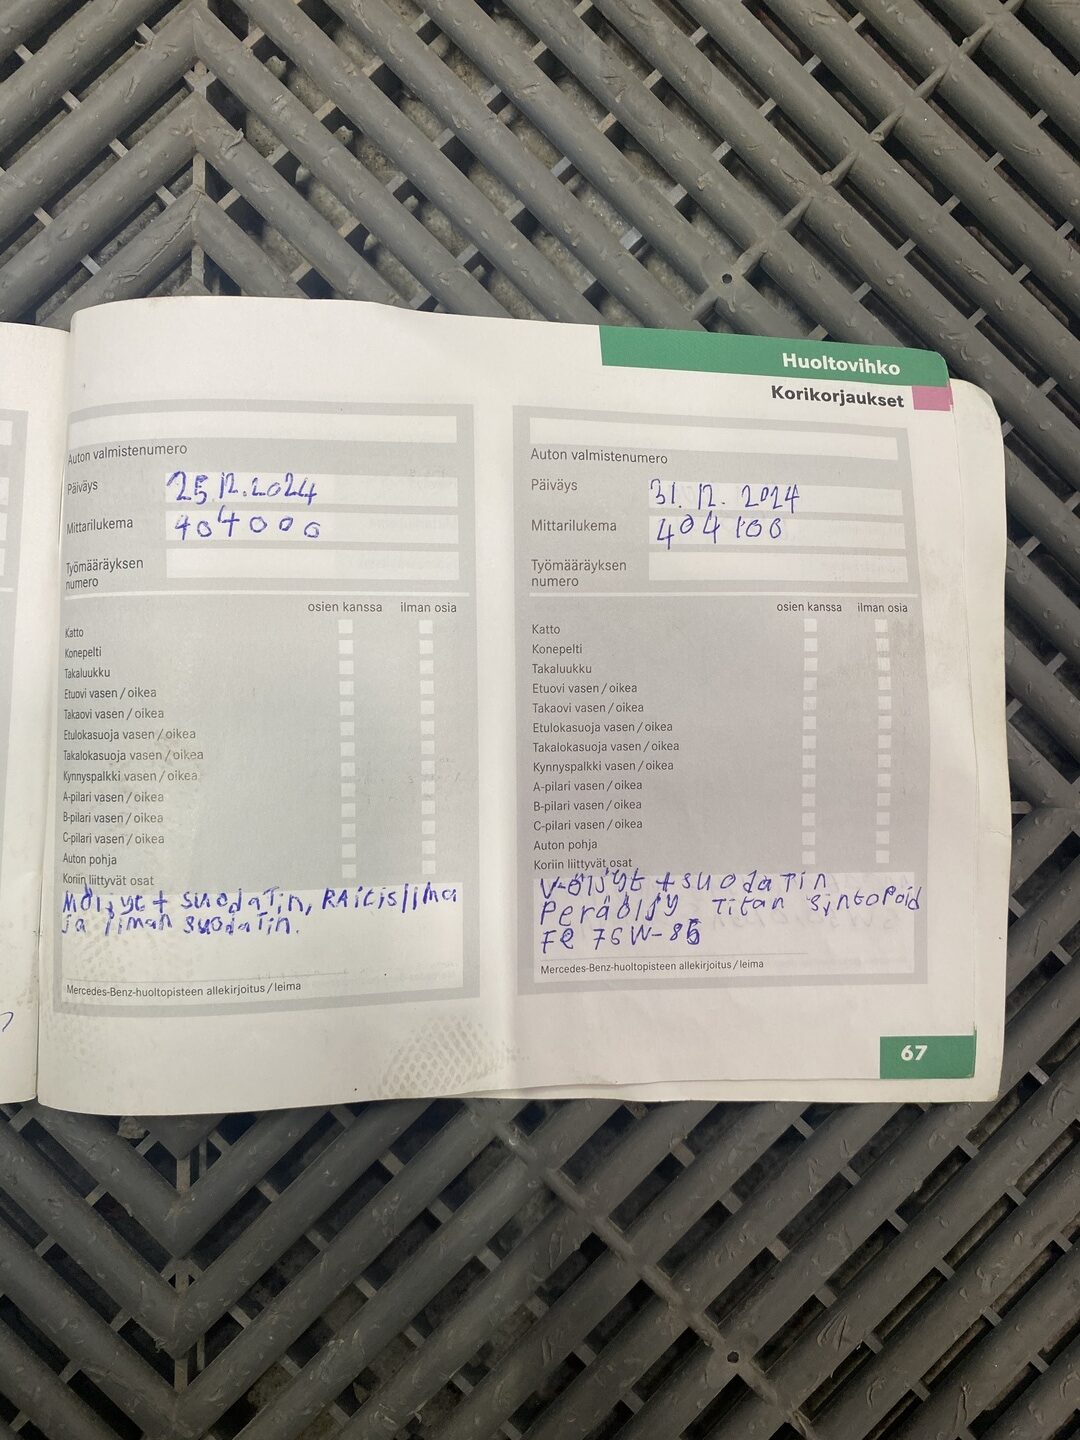 Huoltovihko
Korikorjaukset
Auton valmistenumero
Päiväys 25.12.2024
Mittarilukema 404000
Työmääräyksen
numero
osien kanssa ilman osia
Katto
Konepelti
Takaluukku
Etuovi vasen / oikea
Takaovi vasen / oikea
Etulokasuoja vasen / oikea
Takalokasuoja vasen / oikea
Kynnyspalkki vasen / oikea
A-pilari vasen / oikea
B-pilari vasen / oikea
C-pilari vasen / oikea
Auton pohja
Koriin liittyvät osat
Möljyt + suodatin, RAitis/ilma
ja ilman suodatin.
Mercedes-Benz-huoltopisteen allekirjoitus / leima
Auton valmistenumero
Päiväys 31. 12. 2024
Mittarilukema 404100
Työmääräyksen
numero
osien kanssa ilman osia
Katto
Konepelti
Takaluukku
Etuovi vasen / oikea
Takaovi vasen / oikea
Etulokasuoja vasen / oikea
Takalokasuoja vasen / oikea
Kynnyspalkki vasen / oikea
A-pilari vasen / oikea
B-pilari vasen / oikea
C-pilari vasen / oikea
Auton pohja
Koriin liittyvät osat
V-öljyt + suodatin
Peräöljy Titan Sintopoid
FE 75W-85
Mercedes-Benz-huoltopisteen allekirjoitus / leima
67